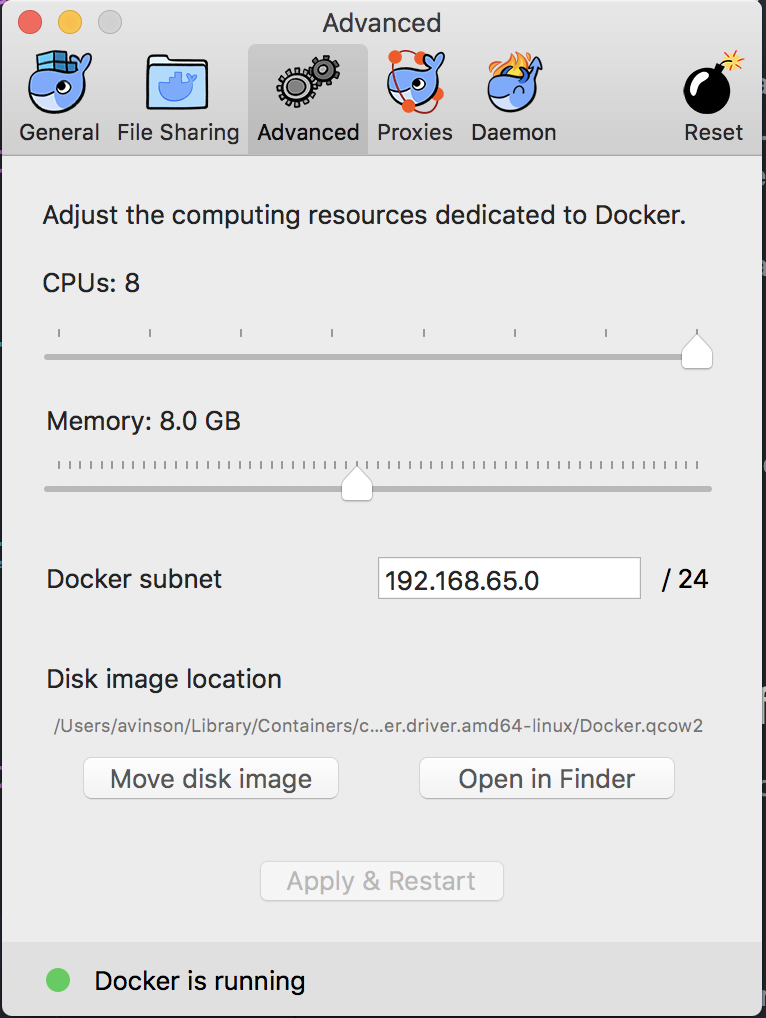 Advanced
General File Sharing Advanced Proxies Daemon Reset
Adjust the computing resources dedicated to Docker.
CPUs: 8
Memory: 8.0 GB
Docker subnet 192.168.65.0 / 24
Disk image location
/Users/avinson/Library/Containers/c...er.driver.amd64-linux/Docker.qcow2
Move disk image Open in Finder
Apply & Restart
Docker is running